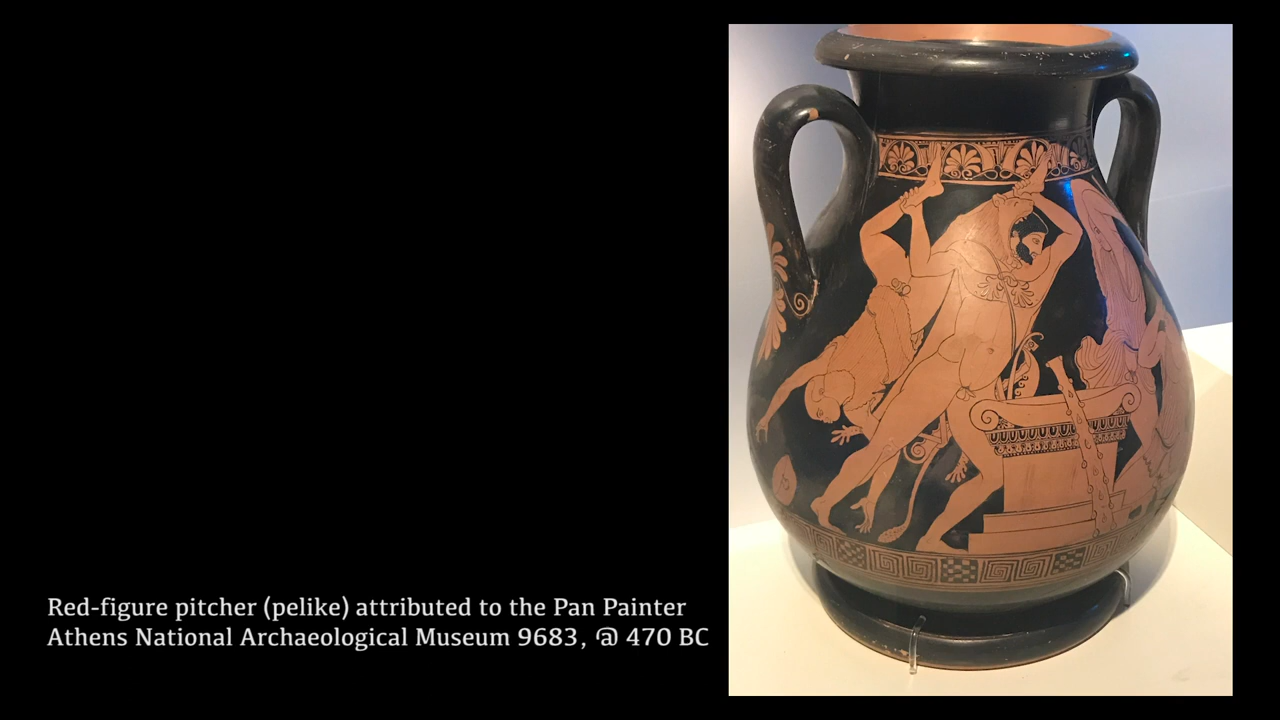 Red-figure pitcher (pelike) attributed to the Pan Painter
Athens National Archaeological Museum 9683, @ 470 BC